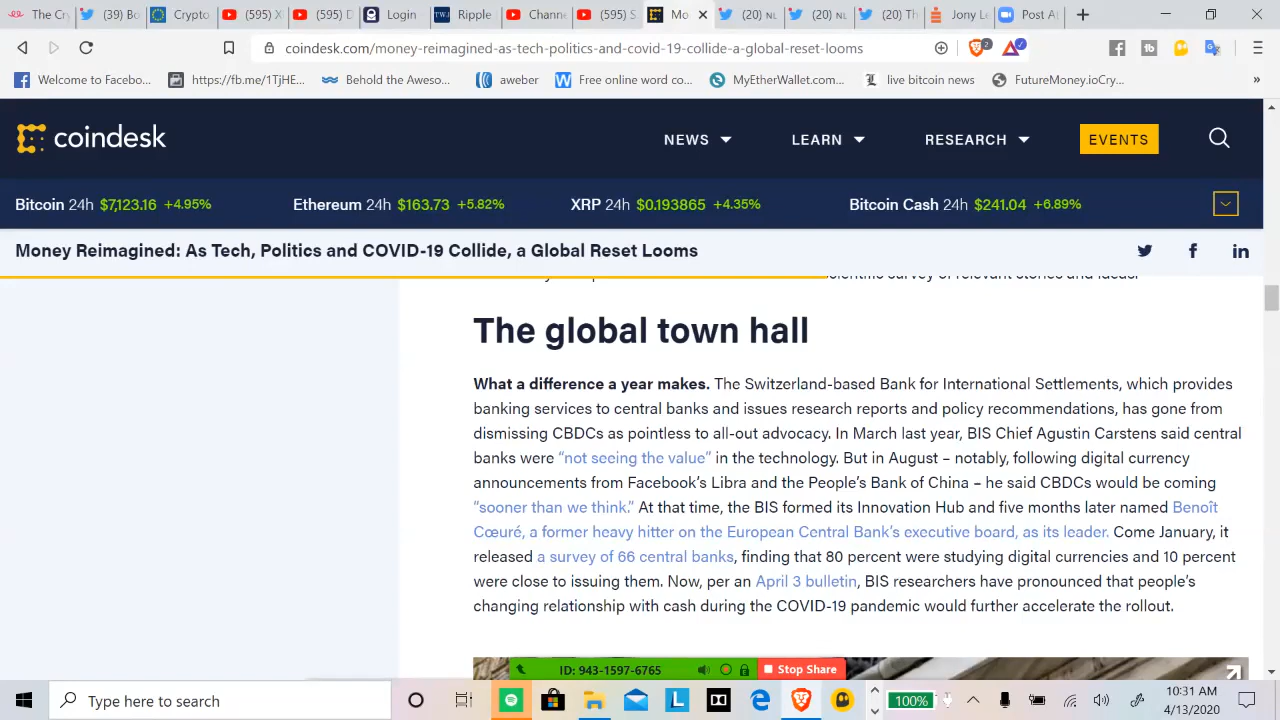 The Cr
(39) Bo
Crypto
(595) X
(595) D
Login
TWJ
Ripple
Chann
(595) S
Mo
(20) NL
(20) NL
(20) Th
Jony Le
Post Al
coindesk.com/money-reimagined-as-tech-politics-and-covid-19-collide-a-global-reset-looms
2
Welcome to Facebo...
https://fb.me/1TjHE...
Behold the Aweso...
aweber
Free online word co...
MyEtherWallet.com...
live bitcoin news
FutureMoney.ioCry...
»
coindesk
NEWS
LEARN
RESEARCH
EVENTS
Bitcoin 24h $7,123.16 +4.95%
Ethereum 24h $163.73 +5.82%
XRP 24h $0.193865 +4.35%
Bitcoin Cash 24h $241.04 +6.89%
Money Reimagined: As Tech, Politics and COVID-19 Collide, a Global Reset Looms
scientific survey of relevant stories and ideas.
The global town hall
What a difference a year makes. The Switzerland-based Bank for International Settlements, which provides
banking services to central banks and issues research reports and policy recommendations, has gone from
dismissing CBDCs as pointless to all-out advocacy. In March last year, BIS Chief Agustin Carstens said central
banks were “not seeing the value” in the technology. But in August – notably, following digital currency
announcements from Facebook’s Libra and the People’s Bank of China – he said CBDCs would be coming
“sooner than we think.” At that time, the BIS formed its Innovation Hub and five months later named Benoît
Cœuré, a former heavy hitter on the European Central Bank’s executive board, as its leader. Come January, it
released a survey of 66 central banks, finding that 80 percent were studying digital currencies and 10 percent
were close to issuing them. Now, per an April 3 bulletin, BIS researchers have pronounced that people’s
changing relationship with cash during the COVID-19 pandemic would further accelerate the rollout.
ID: 943-1597-6765
Stop Share
Type here to search
100%
10:31 AM
4/13/2020